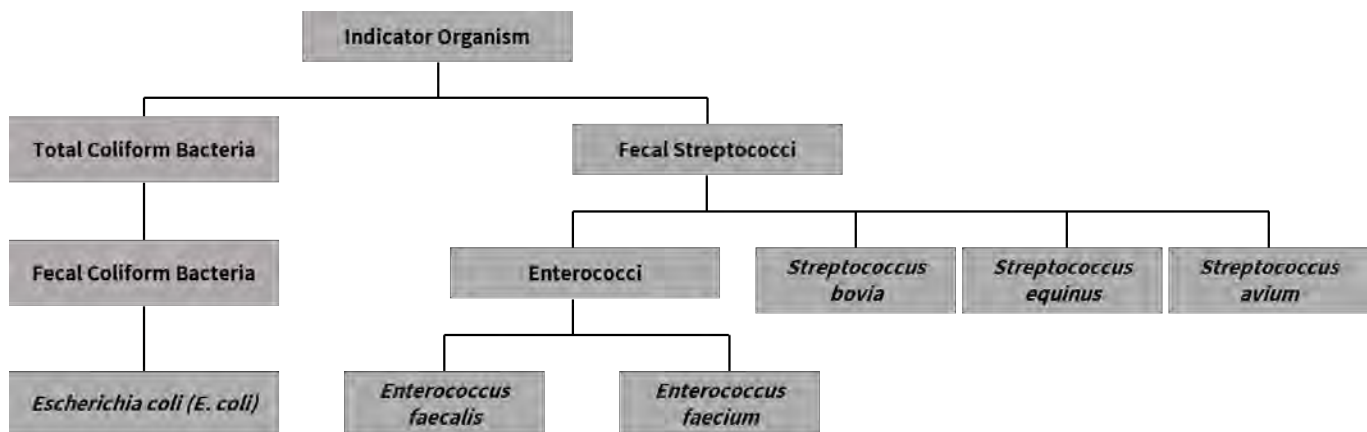 Indicator Organism
Total Coliform Bacteria
Fecal Streptococci
Fecal Coliform Bacteria
Enterococci
Streptococcus
bovia
Streptococcus
equinus
Streptococcus
avium
Escherichia coli (E. coli)
Enterococcus
faecalis
Enterococcus
faecium